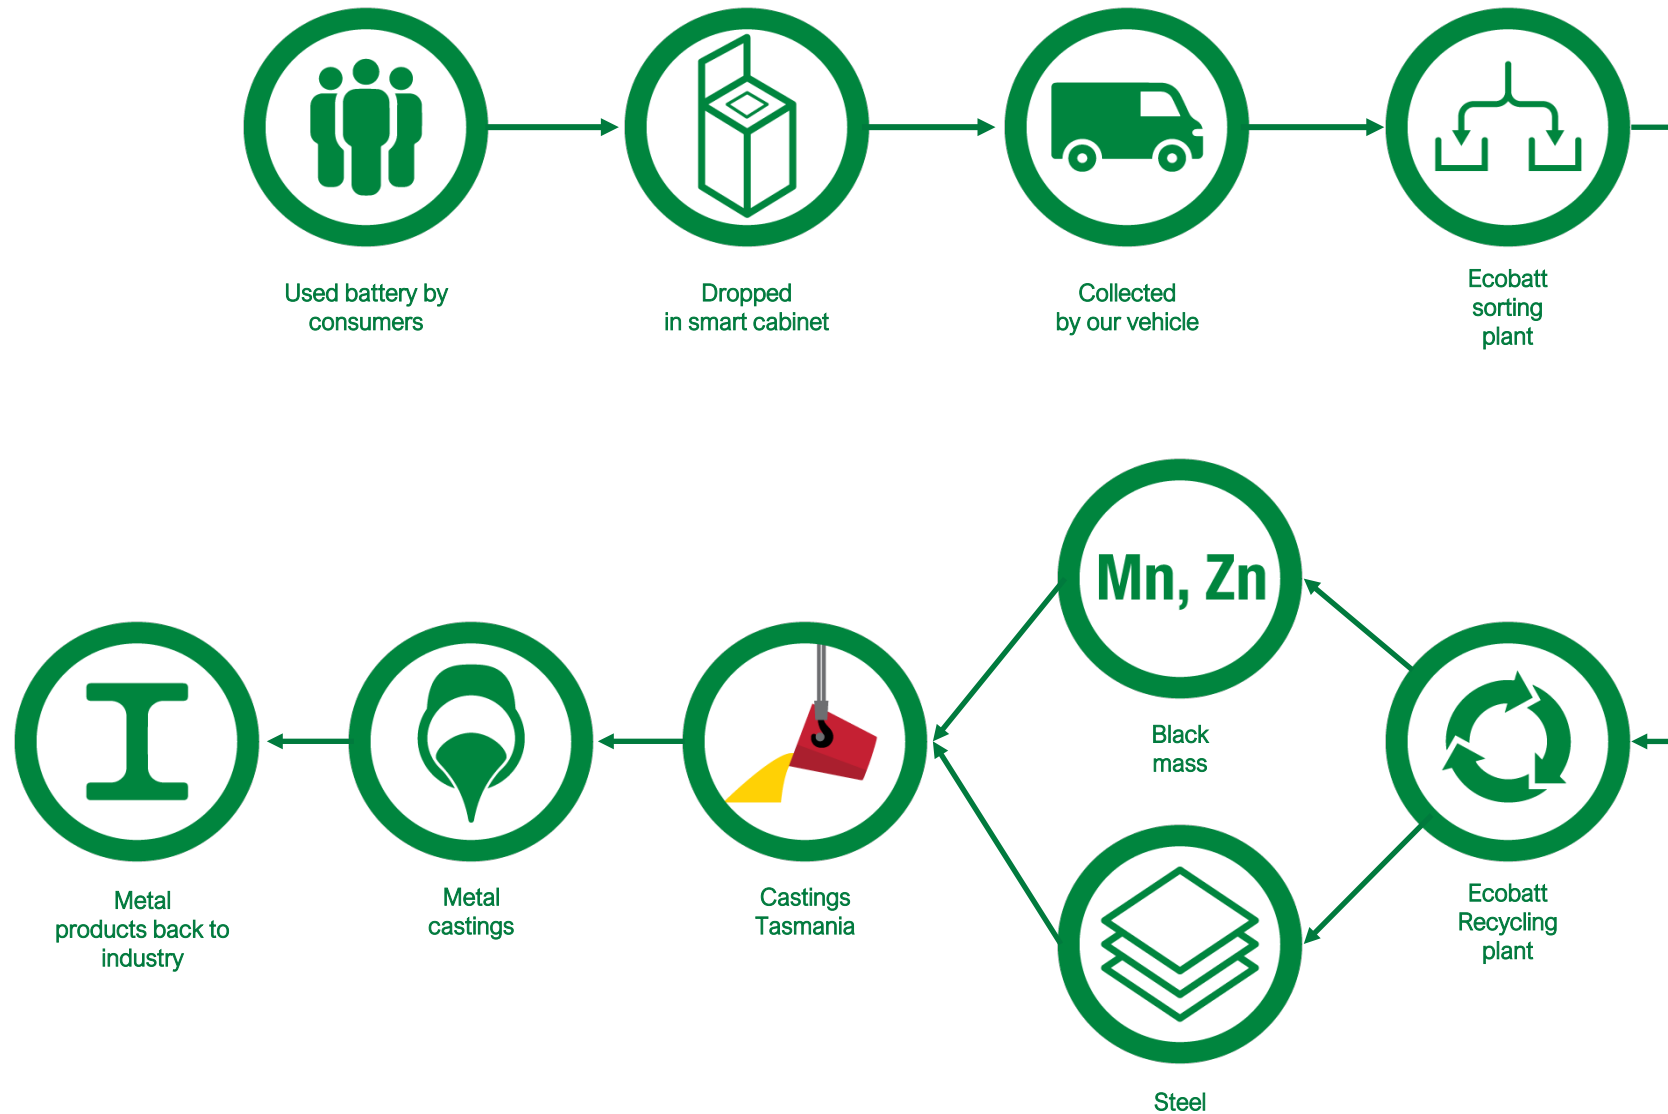 Used battery by
consumers
Dropped
in smart cabinet
Collected
by our vehicle
Ecobatt
sorting
plant
Mn, Zn
Black
mass
Ecobatt
Recycling
plant
Steel
Castings
Tasmania
Metal
castings
Metal
products back to
industry